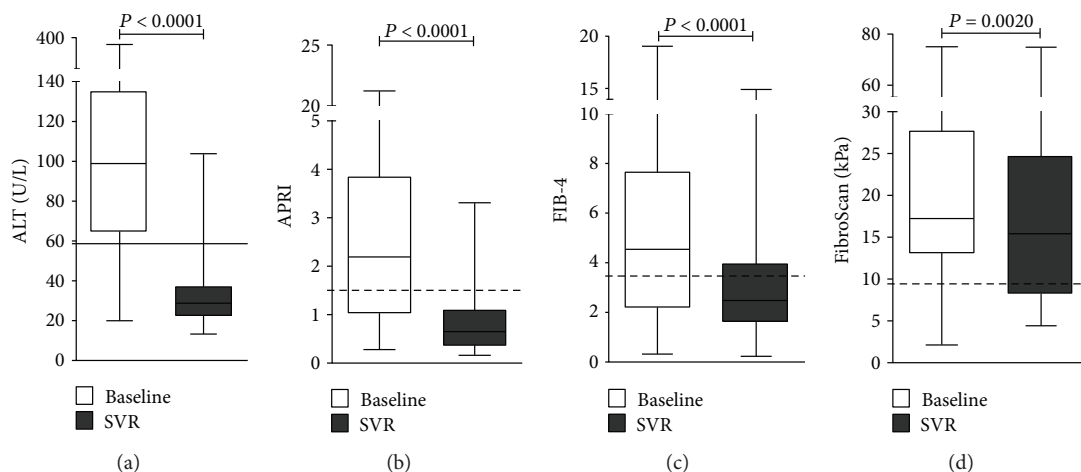 P < 0.0001
400
140
120
100
80
60
40
20
0
ALT (U/L)
Baseline
SVR
(a)
P < 0.0001
25
20
5
4
3
2
1
0
APRI
Baseline
SVR
(b)
P < 0.0001
20
15
10
8
6
4
2
0
FIB-4
Baseline
SVR
(c)
P = 0.0020
80
60
30
25
20
15
10
5
0
FibroScan (kPa)
Baseline
SVR
(d)